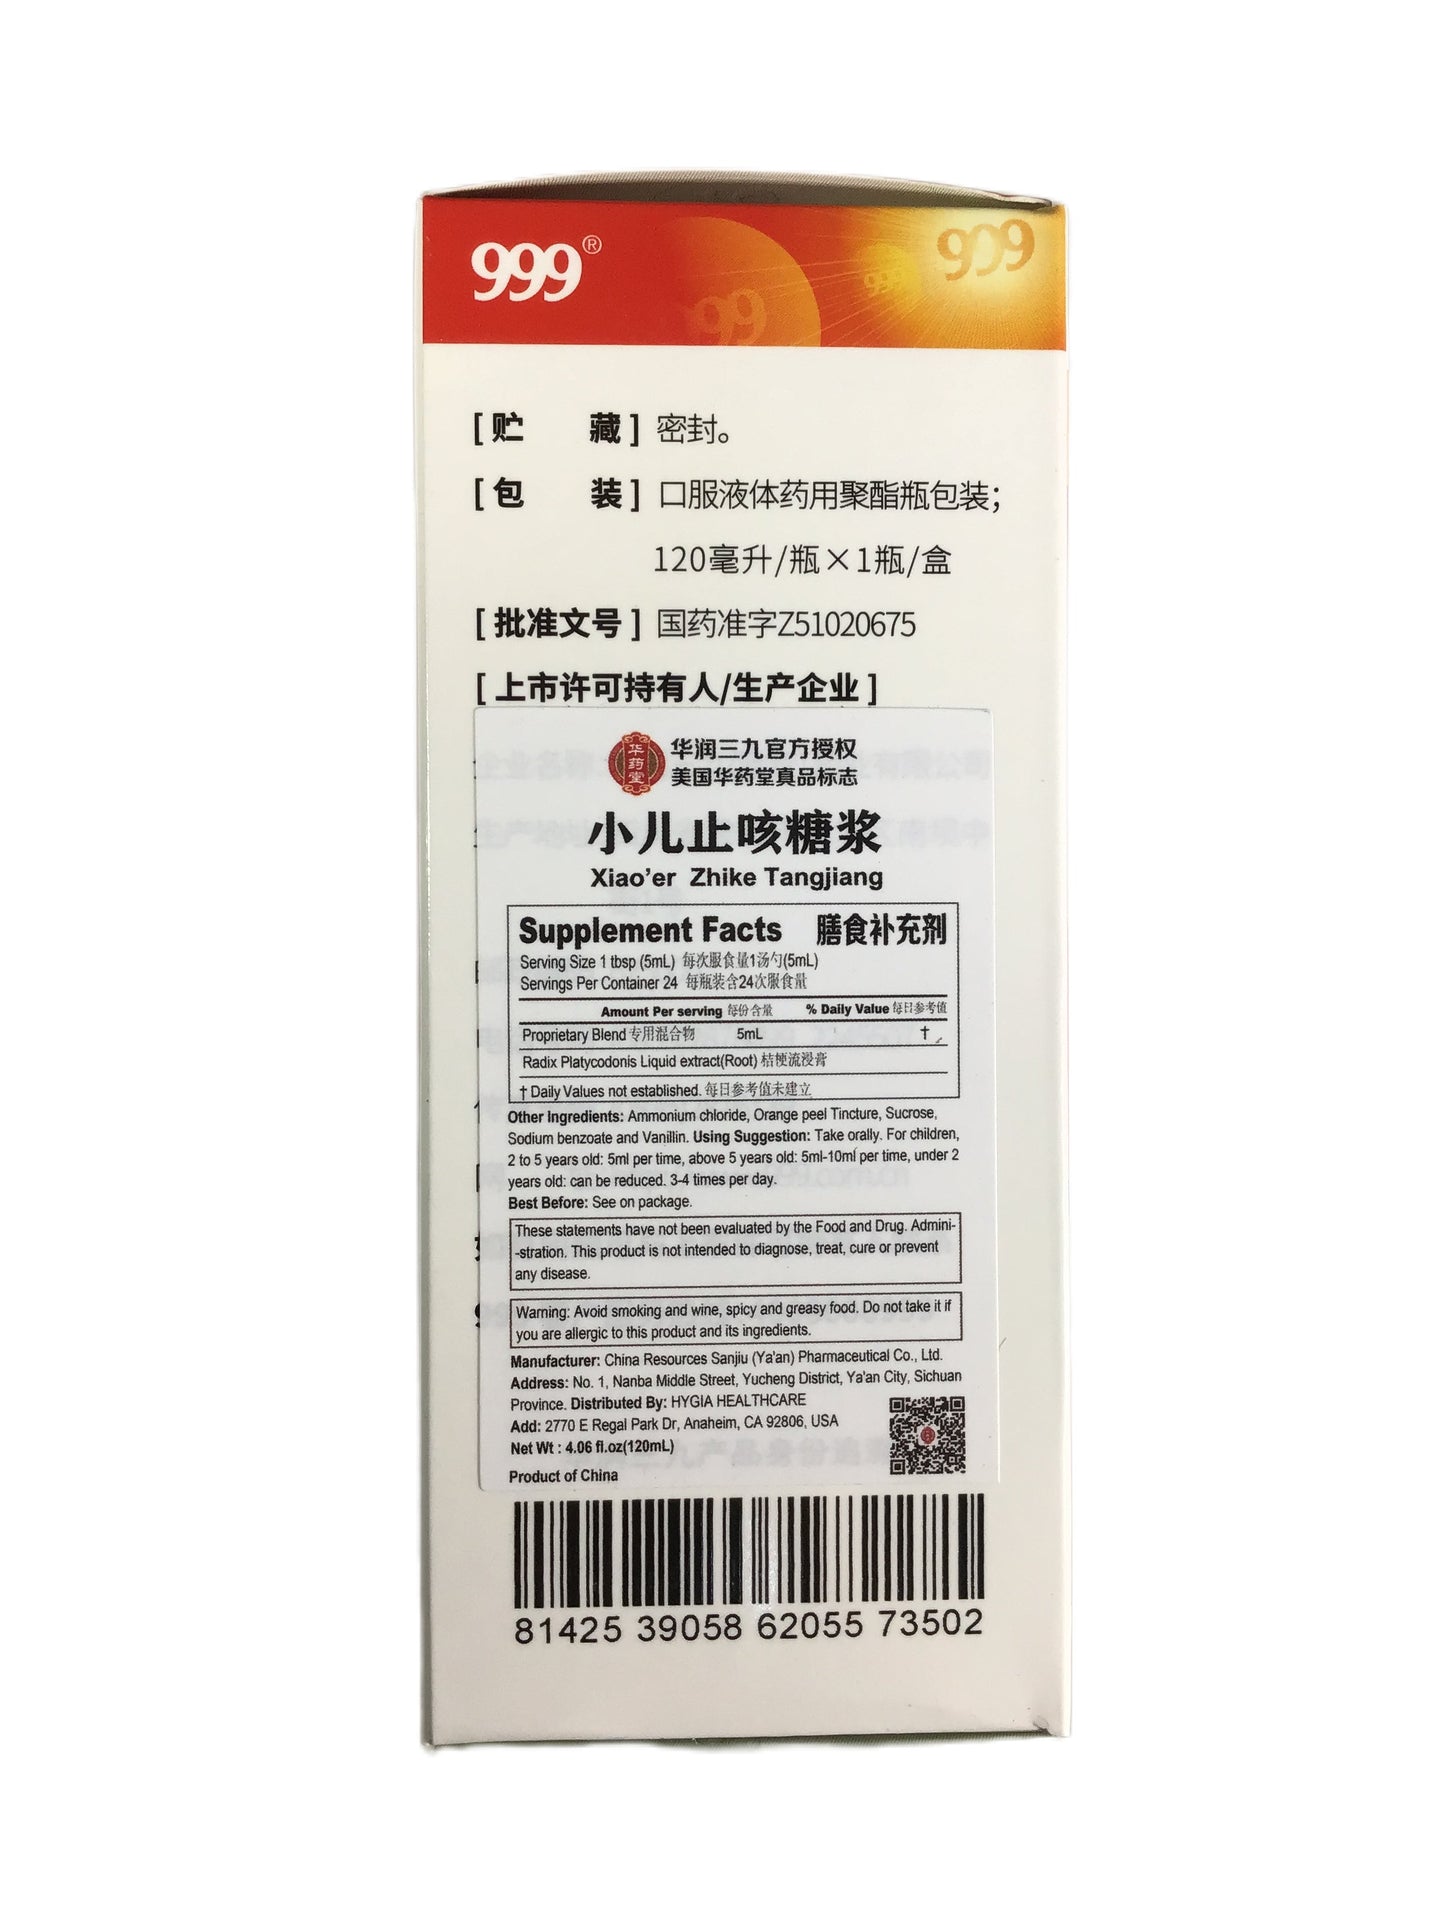 999®
999
999
999
[ 贮 藏 ] 密封。
[ 包 装 ] 口服液体药用聚酯瓶包装；
120毫升/瓶×1瓶/盒
[ 批准文号 ] 国药准字Z51020675
[ 上市许可持有人/生产企业 ]
华药堂
华润三九官方授权
美国华药堂真品标志
小儿止咳糖浆
Xiao’er Zhike Tangjiang
Supplement Facts 膳食补充剂
Serving Size 1 tbsp (5mL) 每次服食量1汤勺(5mL)
Servings Per Container 24 每瓶装含24次服食量
Amount Per serving 每份含量 % Daily Value 每日参考值
Proprietary Blend 专用混合物 5mL †
Radix Platycodonis Liquid extract(Root) 桔梗流浸膏
† Daily Values not established. 每日参考值未建立
Other Ingredients: Ammonium chloride, Orange peel Tincture, Sucrose,
Sodium benzoate and Vanillin. Using Suggestion: Take orally. For children,
2 to 5 years old: 5ml per time, above 5 years old: 5ml-10ml per time, under 2
years old: can be reduced. 3-4 times per day.
Best Before: See on package.
These statements have not been evaluated by the Food and Drug. Admini-
-stration. This product is not intended to diagnose, treat, cure or prevent
any disease.
Warning: Avoid smoking and wine, spicy and greasy food. Do not take it if
you are allergic to this product and its ingredients.
Manufacturer: China Resources Sanjiu (Ya'an) Pharmaceutical Co., Ltd.
Address: No. 1, Nanba Middle Street, Yucheng District, Ya'an City, Sichuan
Province. Distributed By: HYGIA HEALTHCARE
Add: 2770 E Regal Park Dr, Anaheim, CA 92806, USA
Net Wt : 4.06 fl.oz(120mL)
Product of China
81425 39058 62055 73502